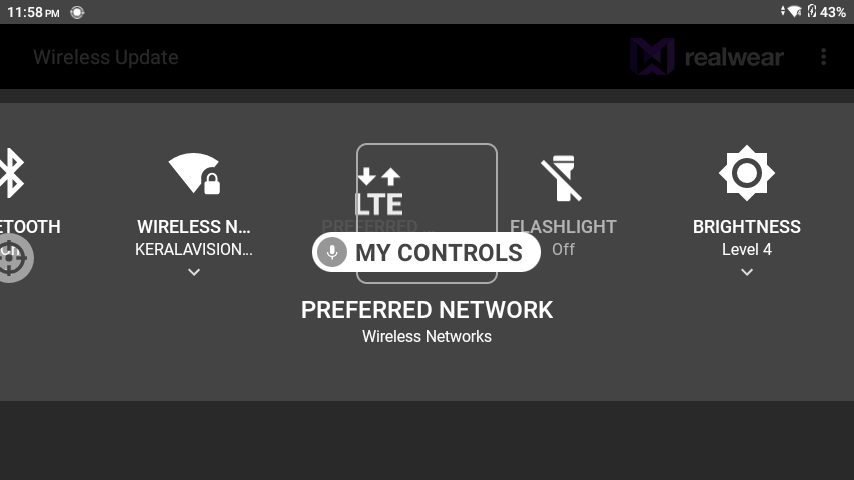 11:58 PM
43%
Wireless Update
realwear
LTE
ETOOTH
WIRELESS N...
PREFERRED ...
FLASHLIGHT
BRIGHTNESS
KERALAVISION...
MY CONTROLS
Off
Level 4
PREFERRED NETWORK
Wireless Networks